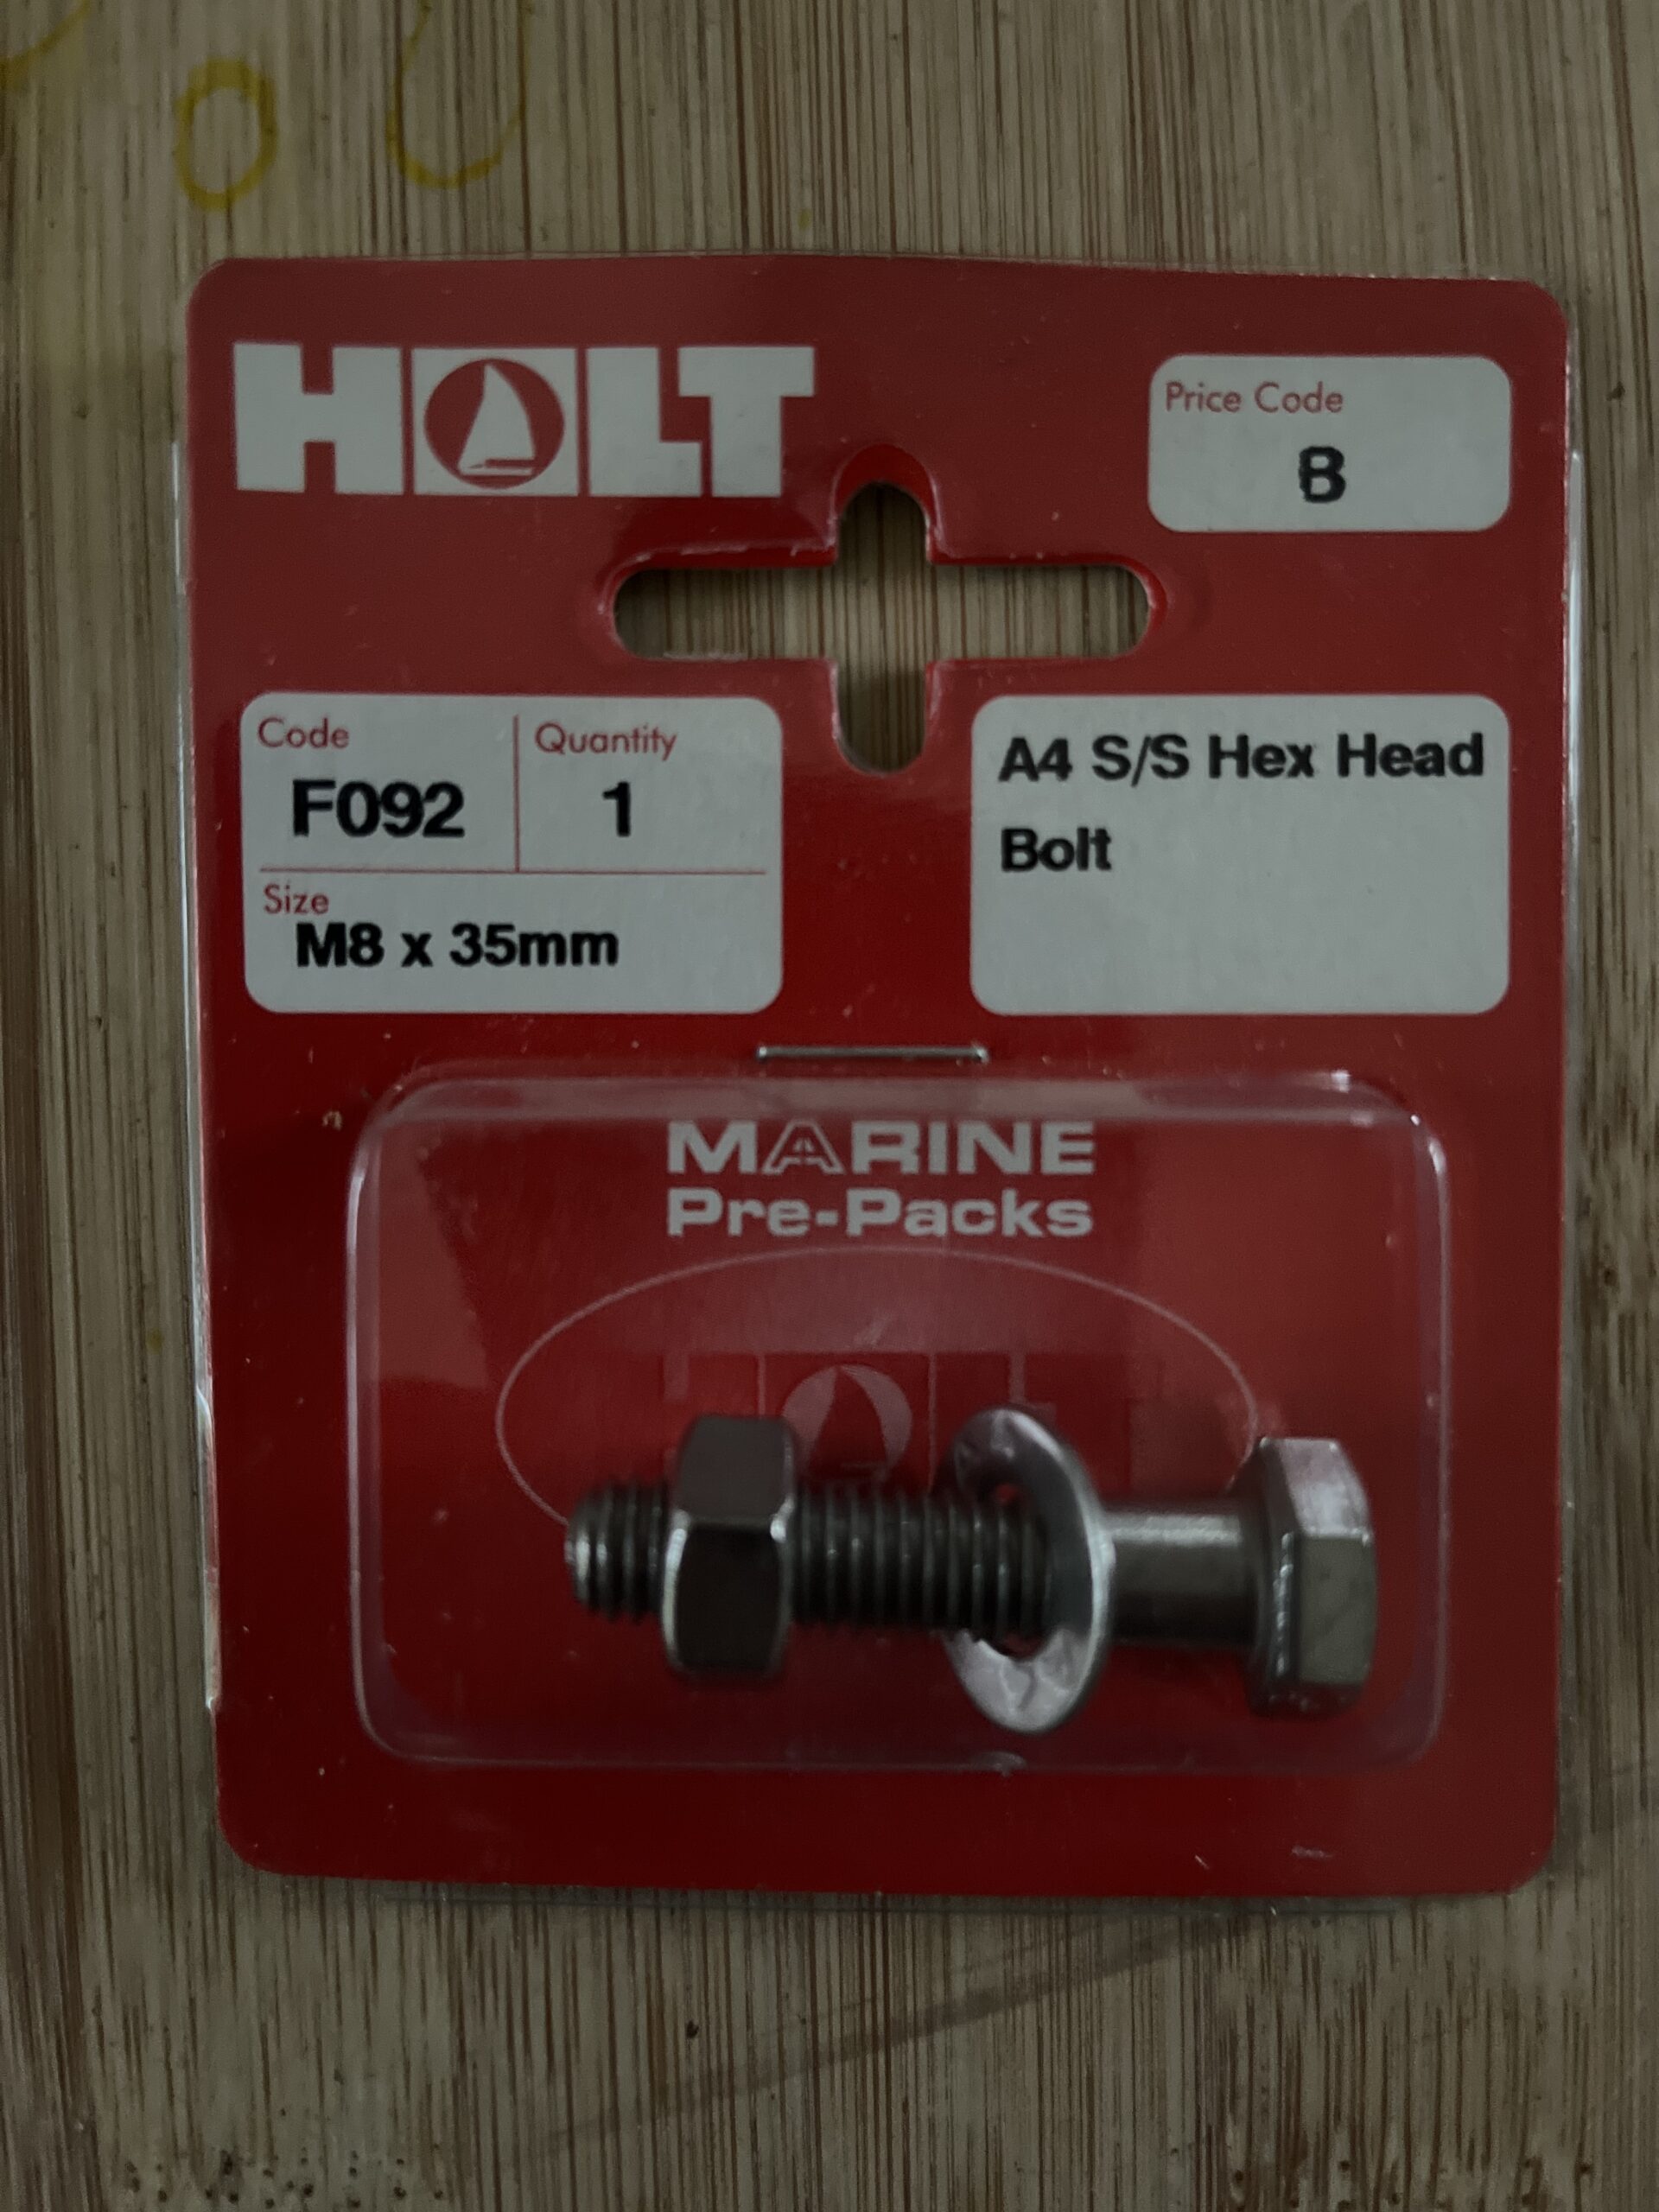 HOLT
Price Code
B
Code
F092
Quantity
1
Size
M8 x 35mm
A4 S/S Hex Head
Bolt
MARINE
Pre-Packs